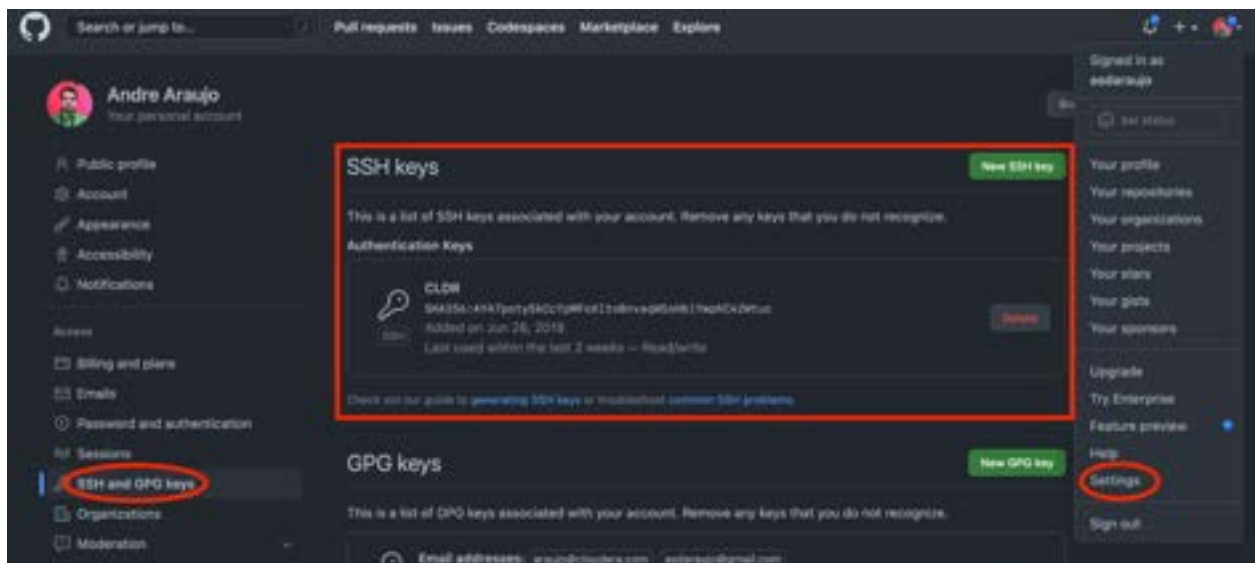 Search or jump to...
/
Pull requests Issues Codespaces Marketplace Explore
Andre Araujo
Your personal account
Public profile
Account
Appearance
Accessibility
Notifications
Access
Billing and plans
Emails
Password and authentication
Sessions
SSH and GPG keys
Organizations
Moderation
SSH keys
New SSH key
This is a list of SSH keys associated with your account. Remove any keys that you do not recognize.
Authentication Keys
CLDR
SSH
Added on Jun 26, 2019
Last used within the last 2 weeks — Read/write
Delete
Check out our guide to generating SSH keys or troubleshoot common SSH problems.
GPG keys
New GPG key
This is a list of GPG keys associated with your account. Remove any keys that you do not recognize.
Email addresses:
Signed in as
asdaraujo
Set status
Your profile
Your repositories
Your organizations
Your projects
Your stars
Your gists
Your sponsors
Upgrade
Try Enterprise
Feature preview
Help
Settings
Sign out